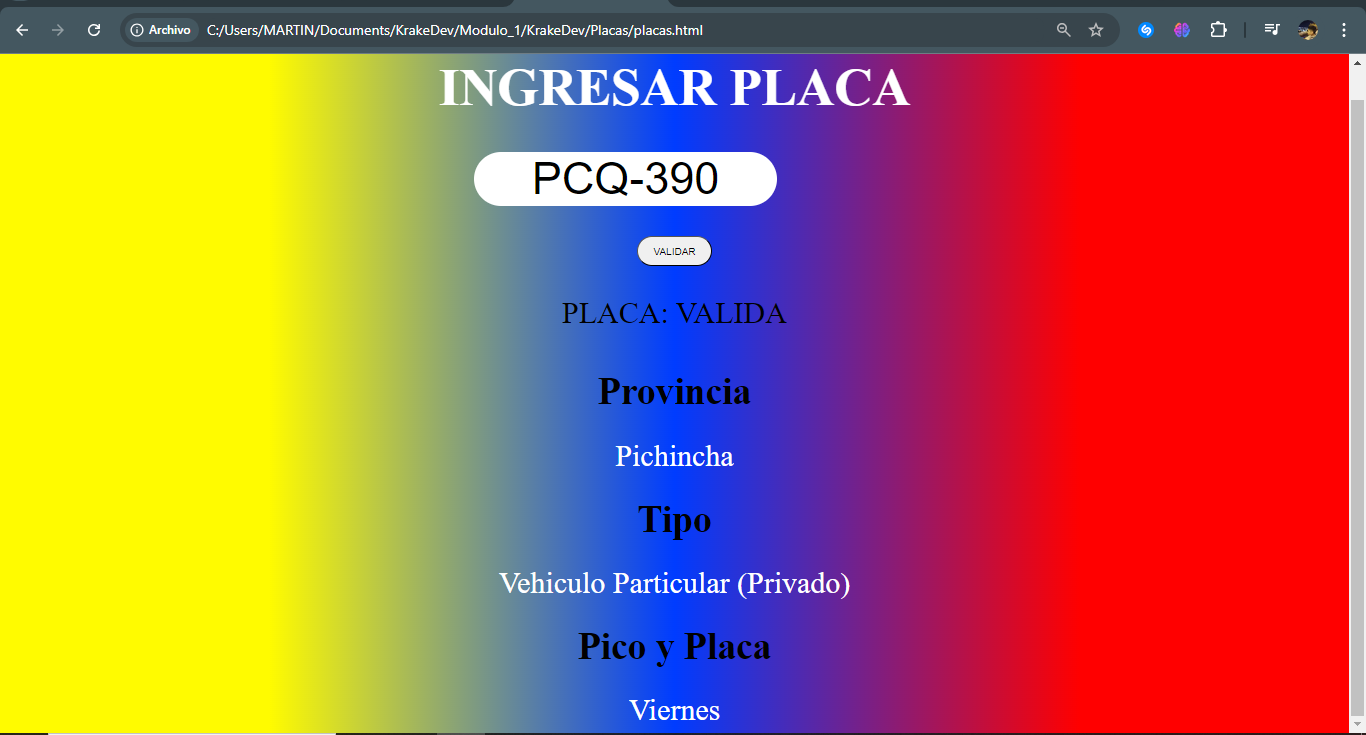 Archivo C:/Users/MARTIN/Documents/KrakeDev/Modulo_1/KrakeDev/Placas/placas.html
INGRESAR PLACA
PCQ-390
VALIDAR
PLACA: VALIDA
Provincia
Pichincha
Tipo
Vehiculo Particular (Privado)
Pico y Placa
Viernes